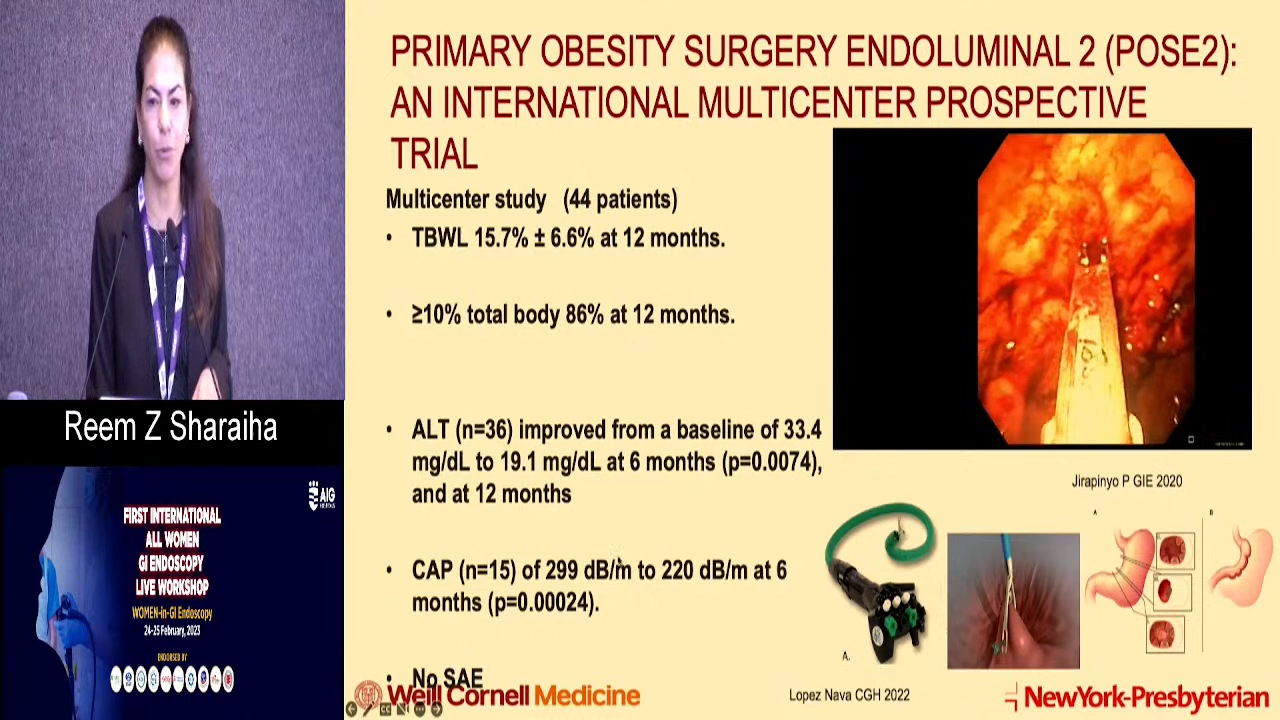 PRIMARY OBESITY SURGERY ENDOLUMINAL 2 (POSE2):
AN INTERNATIONAL MULTICENTER PROSPECTIVE
TRIAL
Multicenter study (44 patients)
• TBWL 15.7% ± 6.6% at 12 months.
• ≥10% total body 86% at 12 months.
• ALT (n=36) improved from a baseline of 33.4
mg/dL to 19.1 mg/dL at 6 months (p=0.0074),
and at 12 months
• CAP (n=15) of 299 dB/m to 220 dB/m at 6
months (p=0.00024).
• No SAE
Jirapinyo P GIE 2020
A
B
A.
Lopez Nava CGH 2022
Weill Cornell Medicine
NewYork-Presbyterian
Reem Z Sharaiha
AIG
HOSPITALS
FIRST INTERNATIONAL
ALL WOMEN
GI ENDOSCOPY
LIVE WORKSHOP
WOMEN-in-GI Endoscopy
24-25 February, 2023
ENDORSED BY